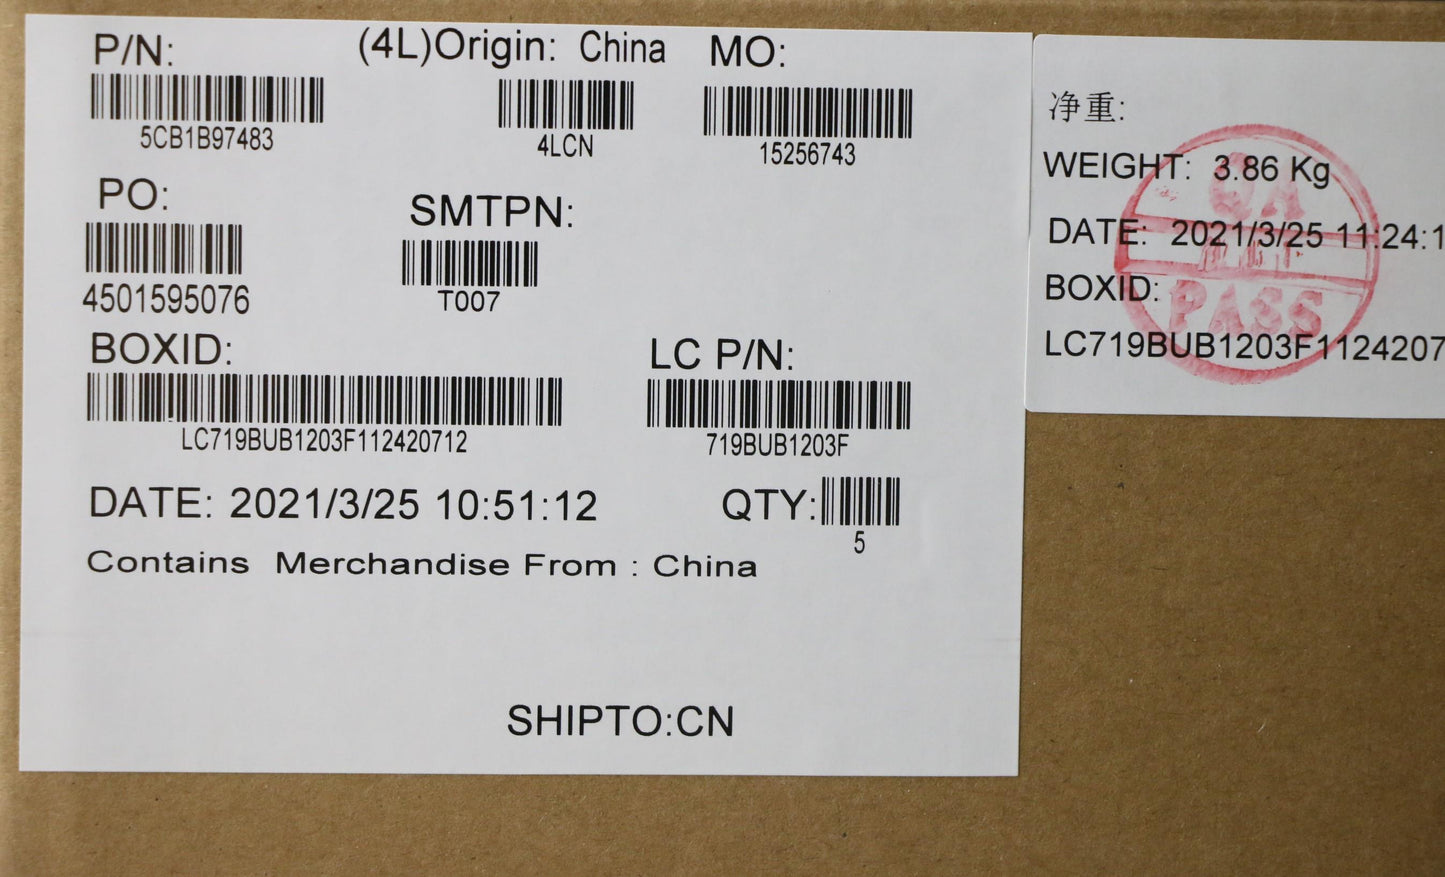 P/N: (4L)Origin: China MO:
5CB1B97483 4LCN 15256743
PO: SMTPN:
4501595076 T007
BOXID: LC P/N:
LC719BUB1203F112420712 719BUB1203F
DATE: 2021/3/25 10:51:12 QTY:
5
Contains Merchandise From : China
SHIPTO:CN
净重:
WEIGHT: 3.86 Kg
DATE: 2021/3/25 11:24:1
BOXID:
LC719BUB1203F1124207
QA
PASS